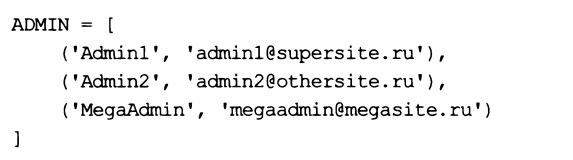 ADMIN = [
    ('Admin1', 'admin1@supersite.ru'),
    ('Admin2', 'admin2@othersite.ru'),
    ('MegaAdmin', 'megaadmin@megasite.ru')
]